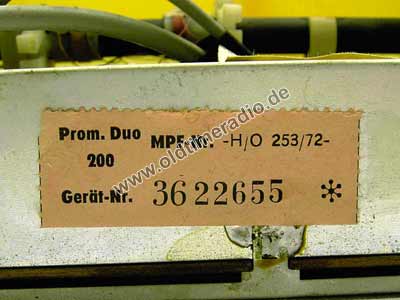 Prom. Duo 200
MPF-Nr. -H/O 253/72-
Gerät-Nr. 3622655 *
www.oldtimeradio.de